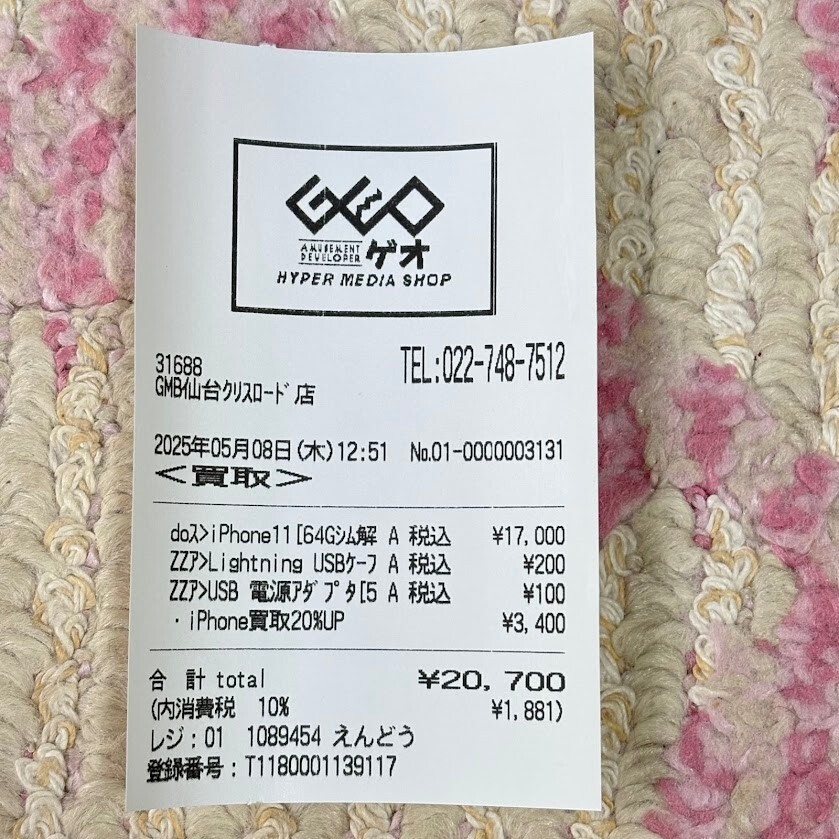 GEO
AMUSEMENT
DEVELOPER ゲオ
HYPER MEDIA SHOP
31688 TEL:022-748-7512
GMB仙台クリスロード店
2025年05月08日(木)12:51 No.01-0000003131
<買取>
doス>iPhone11[64Gシム解 A 税込 ¥17,000
ZZア>Lightning USBケーブ A 税込 ¥200
ZZア>USB 電源アダプタ[5 A 税込 ¥100
・iPhone買取20%UP ¥3,400
合 計 total ¥20,700
(内消費税 10% ¥1,881)
レジ:01 1089454 えんどう
登録番号:T1180001139117